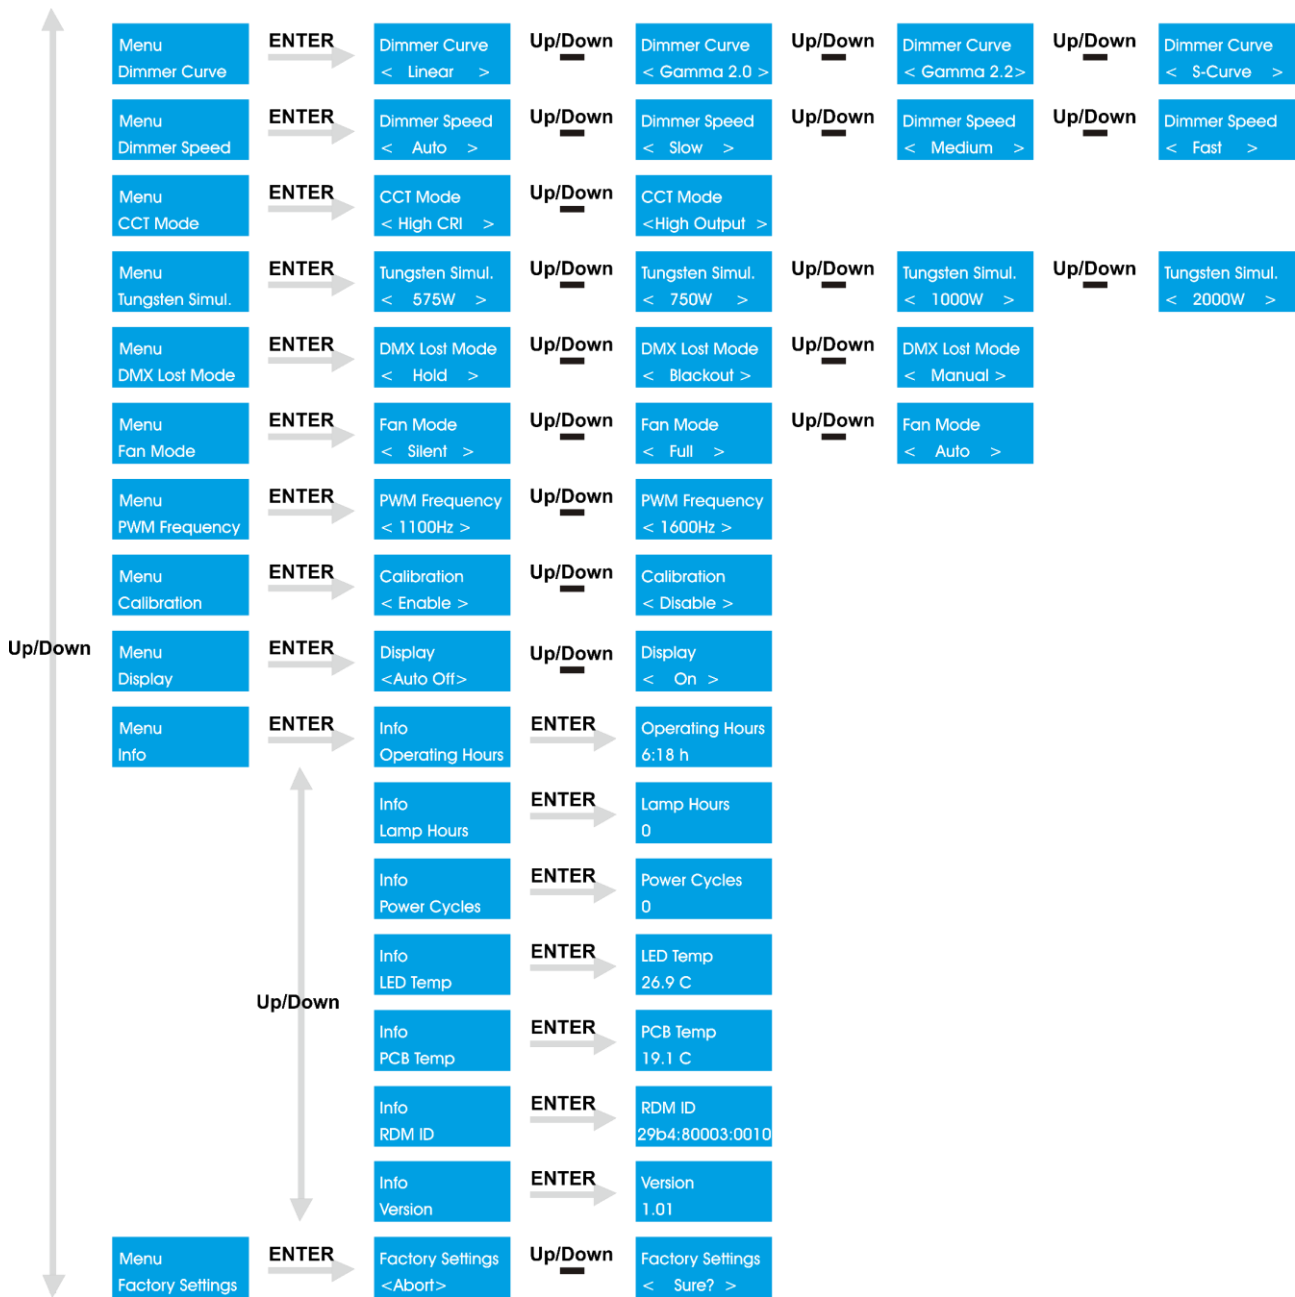 Menu
Dimmer Curve
ENTER
Dimmer Curve
< Linear >
Up/Down
Dimmer Curve
< Gamma 2.0 >
Up/Down
Dimmer Curve
< Gamma 2.2>
Up/Down
Dimmer Curve
< S-Curve >
Menu
Dimmer Speed
ENTER
Dimmer Speed
< Auto >
Up/Down
Dimmer Speed
< Slow >
Up/Down
Dimmer Speed
< Medium >
Up/Down
Dimmer Speed
< Fast >
Menu
CCT Mode
ENTER
CCT Mode
< High CRI >
Up/Down
CCT Mode
<High Output >
Menu
Tungsten Simul.
ENTER
Tungsten Simul.
< 575W >
Up/Down
Tungsten Simul.
< 750W >
Up/Down
Tungsten Simul.
< 1000W >
Up/Down
Tungsten Simul.
< 2000W >
Menu
DMX Lost Mode
ENTER
DMX Lost Mode
< Hold >
Up/Down
DMX Lost Mode
< Blackout >
Up/Down
DMX Lost Mode
< Manual >
Menu
Fan Mode
ENTER
Fan Mode
< Silent >
Up/Down
Fan Mode
< Full >
Up/Down
Fan Mode
< Auto >
Menu
PWM Frequency
ENTER
PWM Frequency
< 1100Hz >
Up/Down
PWM Frequency
< 1600Hz >
Menu
Calibration
ENTER
Calibration
< Enable >
Up/Down
Calibration
< Disable >
Up/Down
Menu
Display
ENTER
Display
<Auto Off>
Up/Down
Display
< On >
Menu
Info
ENTER
Info
Operating Hours
ENTER
Operating Hours
6:18 h
Info
Lamp Hours
ENTER
Lamp Hours
0
Info
Power Cycles
ENTER
Power Cycles
0
Info
LED Temp
ENTER
LED Temp
26.9 C
Up/Down
Info
PCB Temp
ENTER
PCB Temp
19.1 C
Info
RDM ID
ENTER
RDM ID
29b4:80003:0010
Info
Version
ENTER
Version
1.01
Menu
Factory Settings
ENTER
Factory Settings
<Abort>
Up/Down
Factory Settings
< Sure? >